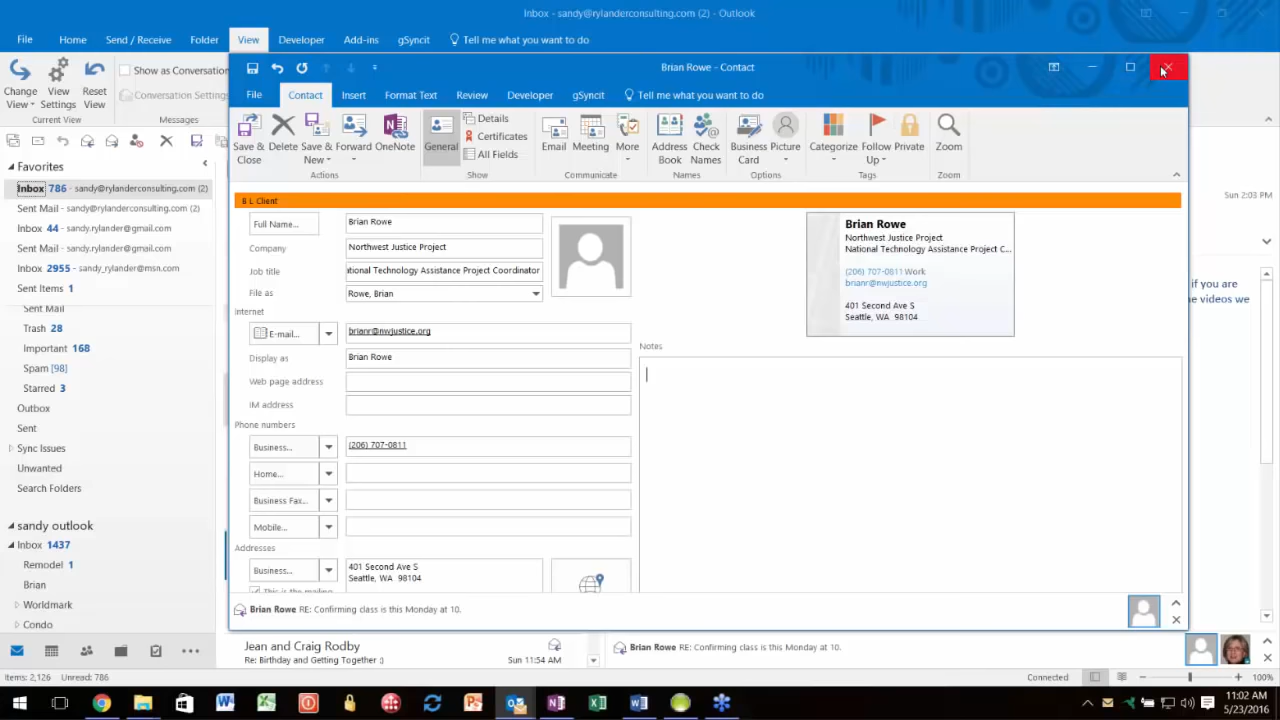 Inbox - sandy@rylanderconsulting.com (2) - Outlook
File Home Send / Receive Folder View Developer Add-ins gSyncit Tell me what you want to do
Change View
View Settings
Reset View
Show as Conversation
Conversation Settings
Current View
Messages
Brian Rowe - Contact
File Contact Insert Format Text Review Developer gSyncit Tell me what you want to do
Save & Close
Delete
Save & New
Forward
OneNote
Actions
General
Details
Certificates
All Fields
Show
Email
Meeting
More
Communicate
Address Book
Check Names
Names
Business Card
Picture
Options
Categorize
Follow Up
Private
Tags
Zoom
Zoom
Favorites
Inbox 786 - sandy@rylanderconsulting.com (2)
Sent Mail - sandy@rylanderconsulting.com (2)
Inbox 44 - sandy.rylander@gmail.com
Sent Mail - sandy.rylander@gmail.com
Inbox 2955 - sandy_rylander@msn.com
Sent Items 1
Sent Mail
Trash 28
Important 168
Spam [98]
Starred 3
Outbox
Sent
Sync Issues
Unwanted
Search Folders
sandy outlook
Inbox 1437
Remodel 1
Brian
Worldmark
Condo
B L Client
Full Name... Brian Rowe
Company Northwest Justice Project
Job title tional Technology Assistance Project Coordinator
File as Rowe, Brian
Internet
E-mail... brianr@nwjustice.org
Display as Brian Rowe
Web page address
IM address
Phone numbers
Business... (206) 707-0811
Home...
Business Fax...
Mobile...
Addresses
Business... 401 Second Ave S
Seattle, WA 98104
This is the mailing
Brian Rowe
Northwest Justice Project
National Technology Assistance Project C...
(206) 707-0811 Work
brianr@nwjustice.org
401 Second Ave S
Seattle, WA 98104
Notes
Brian Rowe RE: Confirming class is this Monday at 10.
Sun 2:03 PM
if you are
e videos we
Jean and Craig Rodby
Re: Birthday and Getting Together :) Sun 11:54 AM
Brian Rowe RE: Confirming class is this Monday at 10.
Items: 2,126 Unread: 786
Connected 100%
11:02 AM
5/23/2016